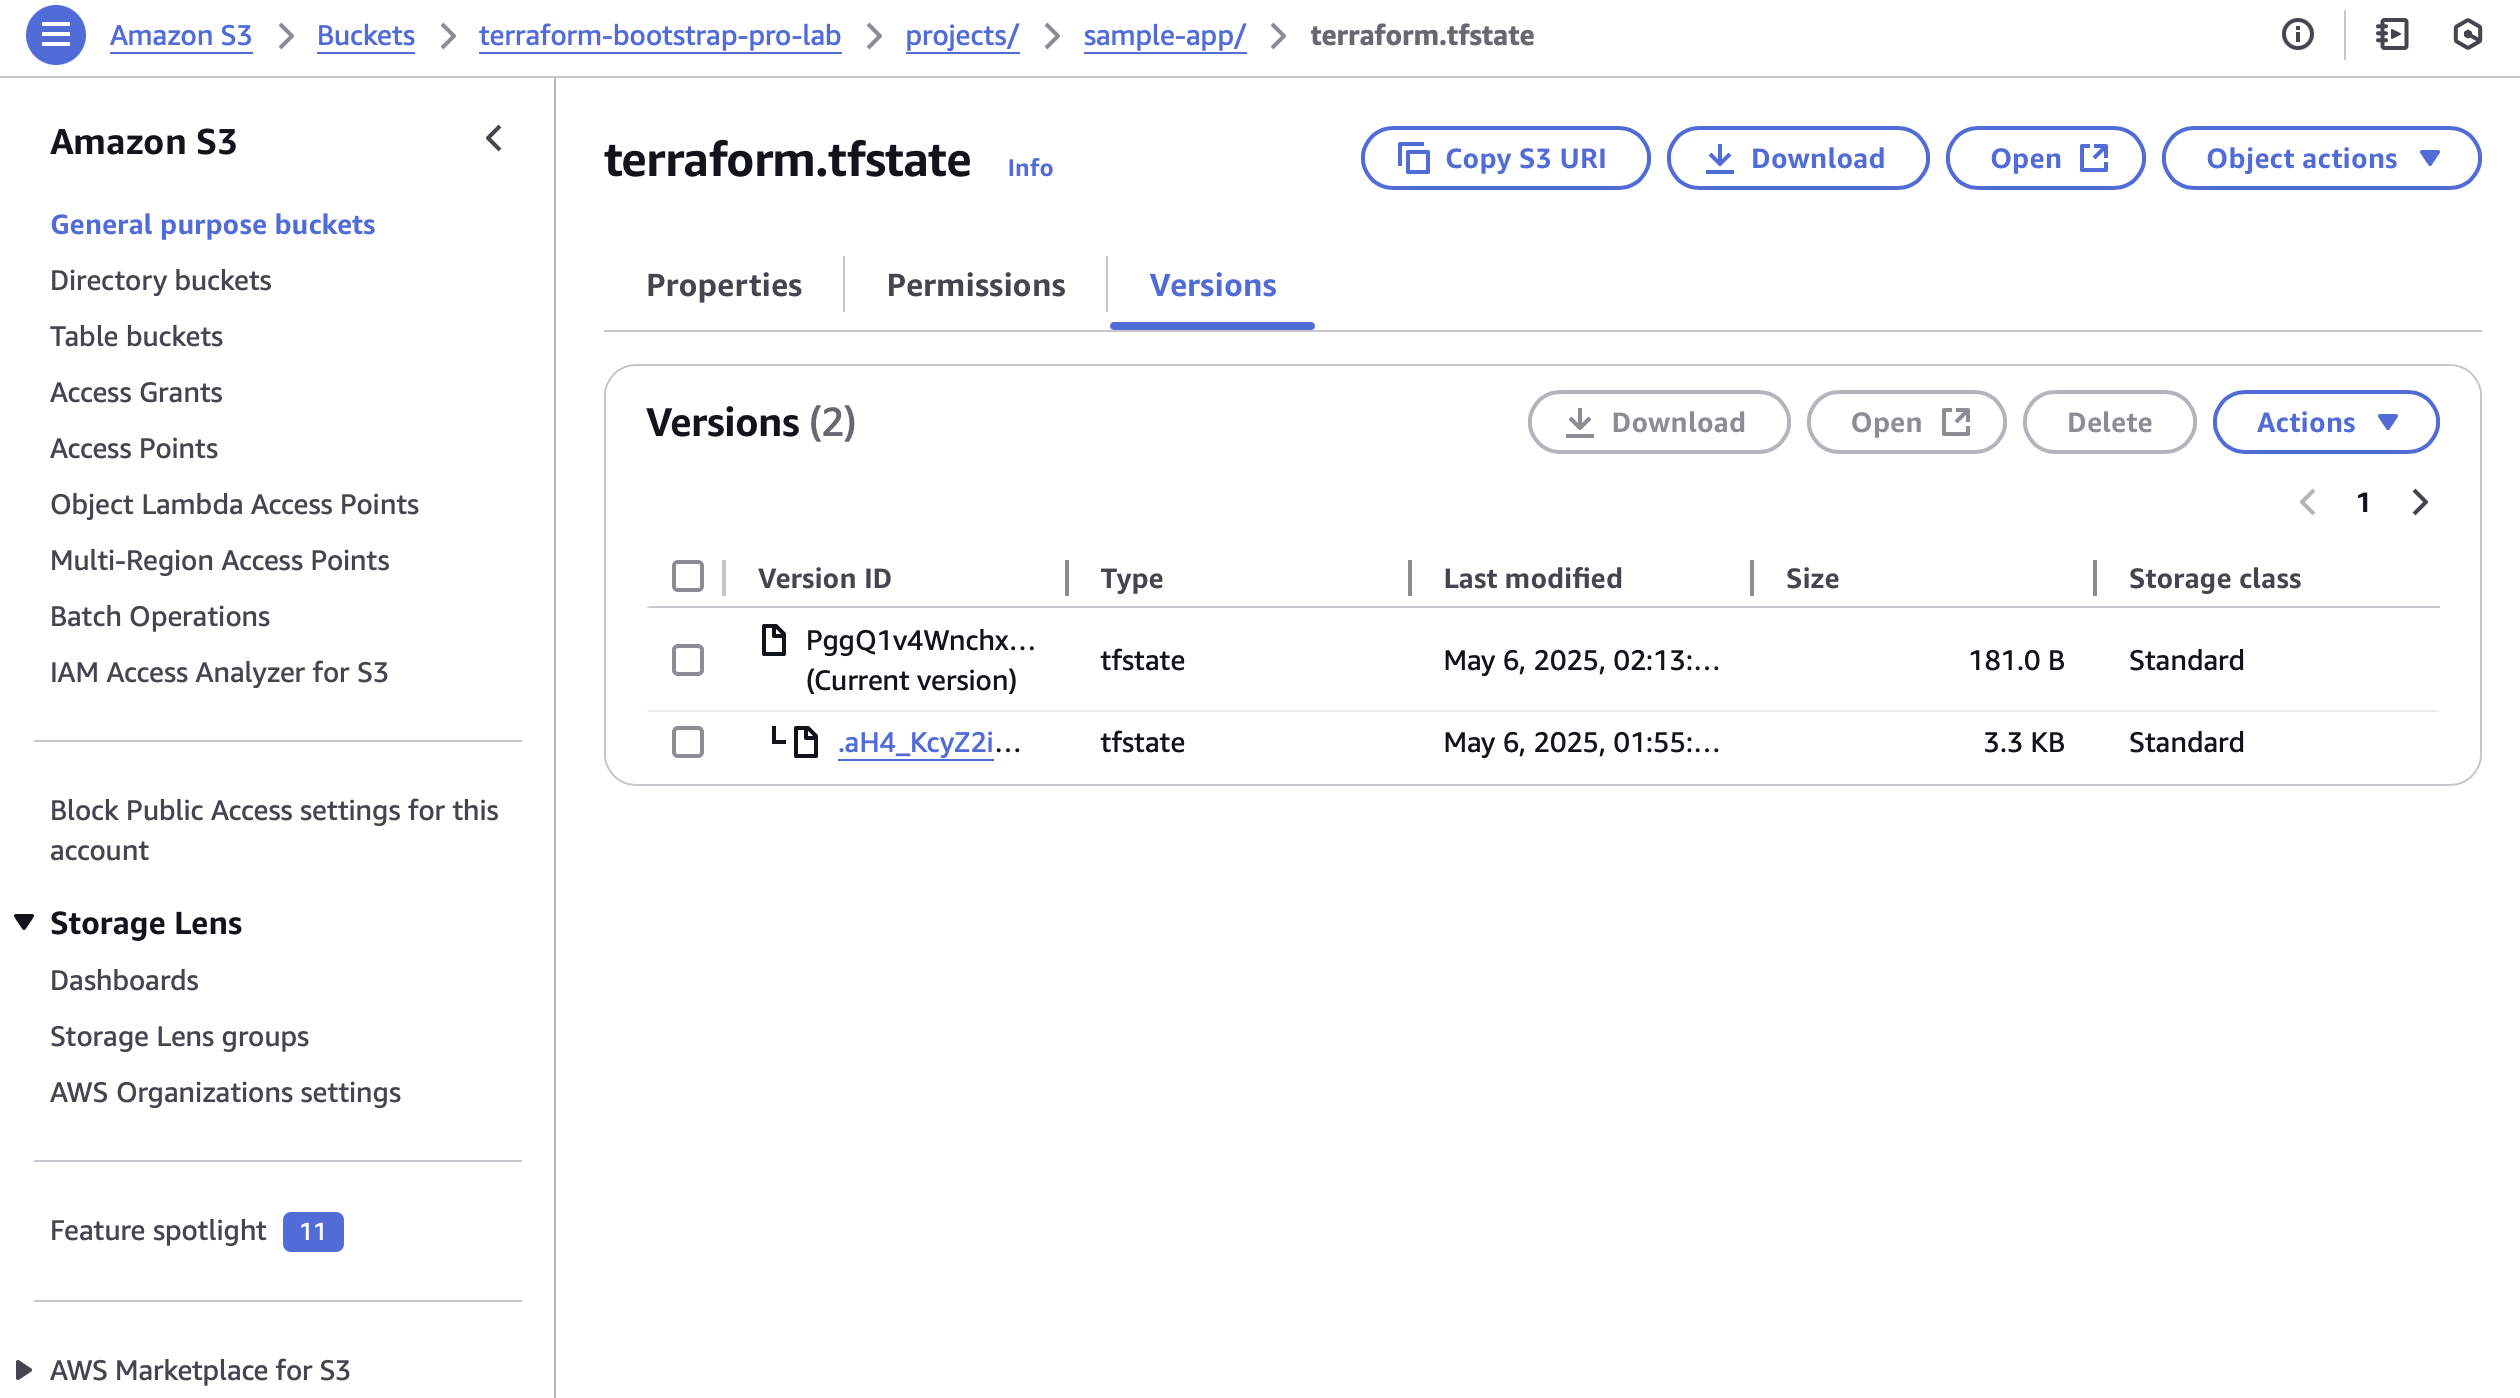 Amazon S3 > Buckets > terraform-bootstrap-pro-lab > projects/ > sample-app/ > terraform.tfstate
Amazon S3
General purpose buckets
Directory buckets
Table buckets
Access Grants
Access Points
Object Lambda Access Points
Multi-Region Access Points
Batch Operations
IAM Access Analyzer for S3
Block Public Access settings for this
account
Storage Lens
Dashboards
Storage Lens groups
AWS Organizations settings
Feature spotlight 11
AWS Marketplace for S3
terraform.tfstate Info
Copy S3 URI Download Open Object actions
Properties Permissions Versions
Versions (2)
Download Open Delete Actions
1
Version ID Type Last modified Size Storage class
PggQ1v4Wnchx... tfstate May 6, 2025, 02:13:... 181.0 B Standard
(Current version)
.aH4_KcyZ2i... tfstate May 6, 2025, 01:55:... 3.3 KB Standard